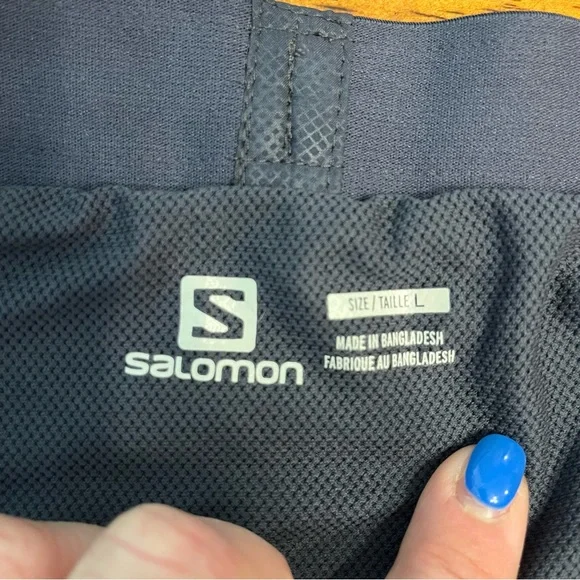 S
salomon
SIZE/TAILLE L
MADE IN BANGLADESH
FABRIQUE AU BANGLADESH